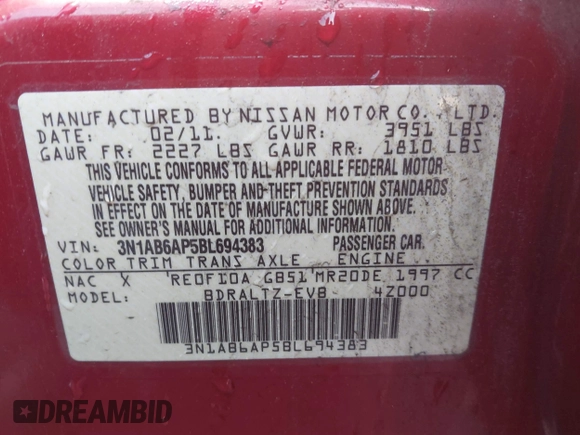 MANUFACTURED BY NISSAN MOTOR CO., LTD.
DATE: 02/11. GVWR: 3951 LBS
GAWR FR: 2227 LBS GAWR RR: 1810 LBS
THIS VEHICLE CONFORMS TO ALL APPLICABLE FEDERAL MOTOR
VEHICLE SAFETY, BUMPER AND THEFT PREVENTION STANDARDS
IN EFFECT ON THE DATE OF MANUFACTURE SHOWN ABOVE.
SEE OWNER'S MANUAL FOR ADDITIONAL INFORMATION
VIN: 3N1AB6AP5BL694383 PASSENGER CAR.
COLOR TRIM TRANS AXLE ENGINE
NAC X RE0F10A GB51 MR20DE 1997 CC
MODEL: BDRALTZ-EVB 4Z000
3N1AB6AP5BL694383
DREAMBID